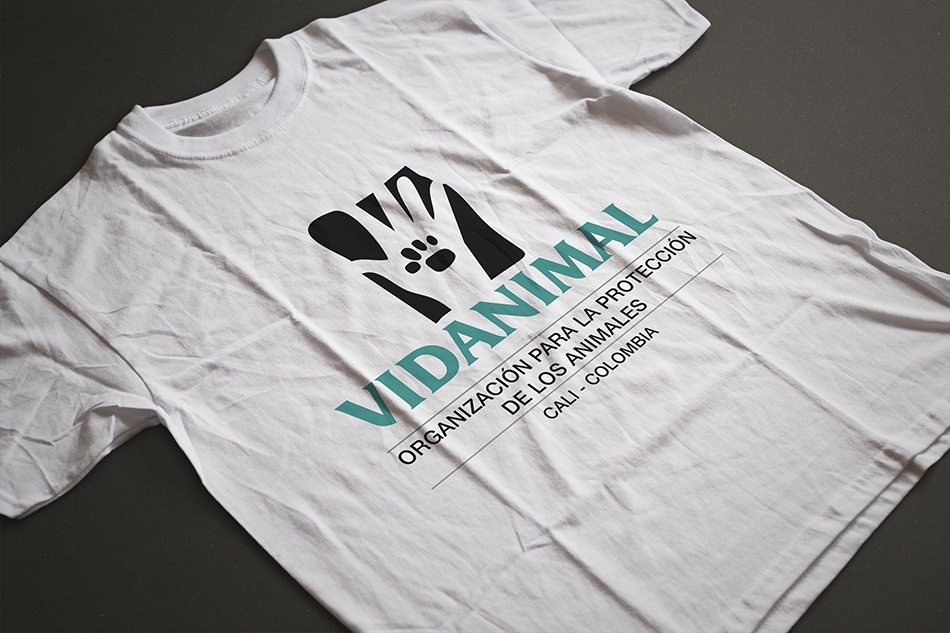 VIDANIMAL
ORGANIZACIÓN PARA LA PROTECCIÓN
DE LOS ANIMALES
CALI - COLOMBIA